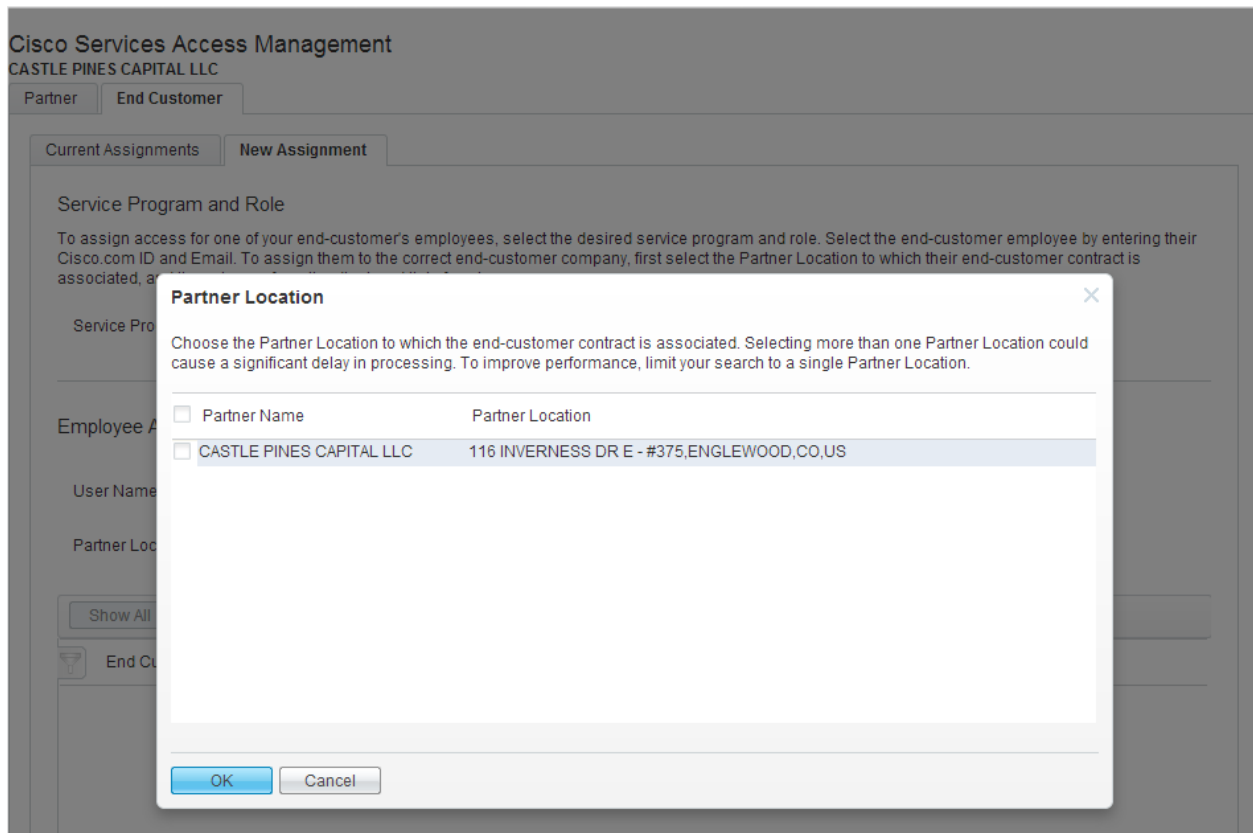 Cisco Services Access Management
CASTLE PINES CAPITAL LLC
Partner End Customer
Current Assignments New Assignment
Service Program and Role
To assign access for one of your end-customer's employees, select the desired service program and role. Select the end-customer employee by entering their
Cisco.com ID and Email. To assign them to the correct end-customer company, first select the Partner Location to which their end-customer contract is
associated,
Service Pro
Partner Location
Choose the Partner Location to which the end-customer contract is associated. Selecting more than one Partner Location could
cause a significant delay in processing. To improve performance, limit your search to a single Partner Location.
Partner Name Partner Location
CASTLE PINES CAPITAL LLC 116 INVERNESS DR E - #375,ENGLEWOOD,CO,US
Employee A
User Name
Partner Loc
Show All
End Cu
OK Cancel